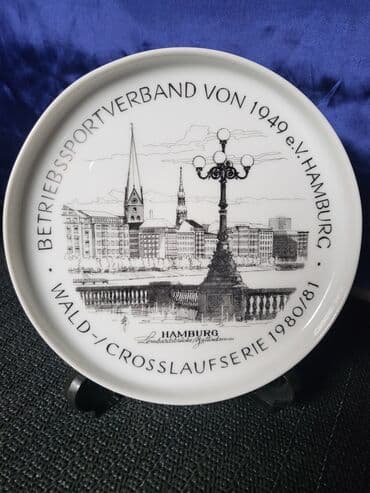 BETRIEBSSPORTVERBAND VON 1949 e.V. HAMBURG
WALD-/CROSSLAUFSERIE 1980/81
HAMBURG